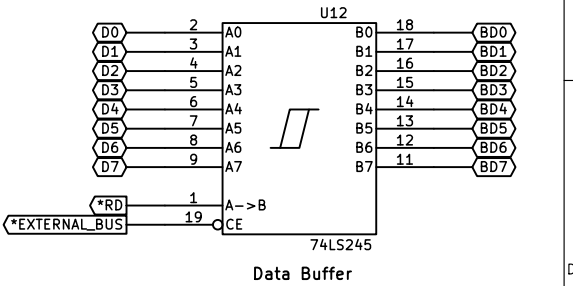 U12
D0 2 A0 B0 18 BD0
D1 3 A1 B1 17 BD1
D2 4 A2 B2 16 BD2
D3 5 A3 B3 15 BD3
D4 6 A4 B4 14 BD4
D5 7 A5 B5 13 BD5
D6 8 A6 B6 12 BD6
D7 9 A7 B7 11 BD7
*RD 1 A->B
*EXTERNAL_BUS 19 CE
74LS245
Data Buffer